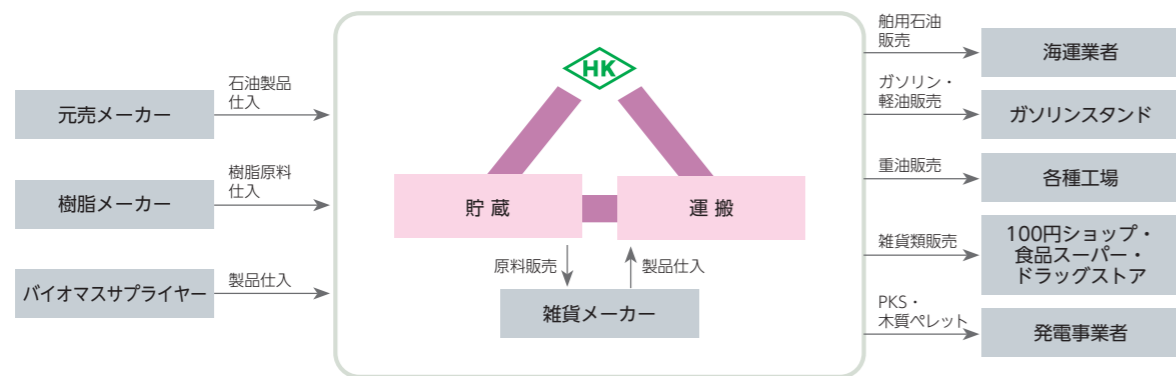 石油製品
仕入
元売メーカー
樹脂原料
仕入
樹脂メーカー
製品仕入
バイオマスサプライヤー
HK
貯蔵
運搬
原料販売
製品仕入
雑貨メーカー
舶用石油
販売
海運業者
ガソリン・
軽油販売
ガソリンスタンド
重油販売
各種工場
雑貨類販売
100円ショップ・
食品スーパー・
ドラッグストア
PKS・
木質ペレット
発電事業者